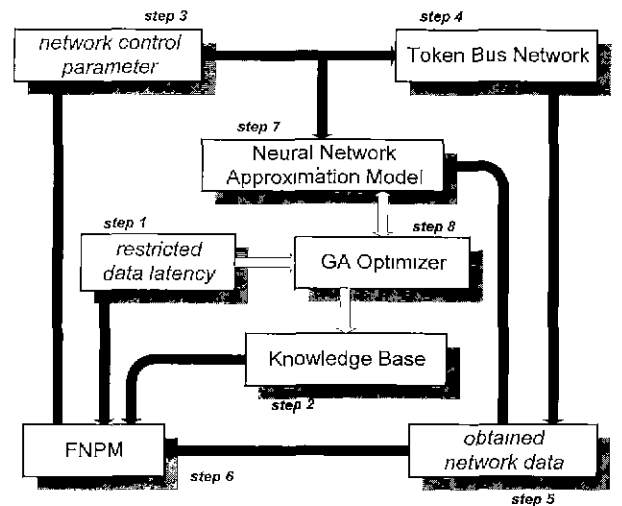 step 3
step 4
network control
parameter
Token Bus Network
step 7
Neural Network
Approximation Model
step 1
step 8
restricted
data latency
GA Optimizer
Knowledge Base
step 2
FNPM
obtained
network data
step 6
step 5